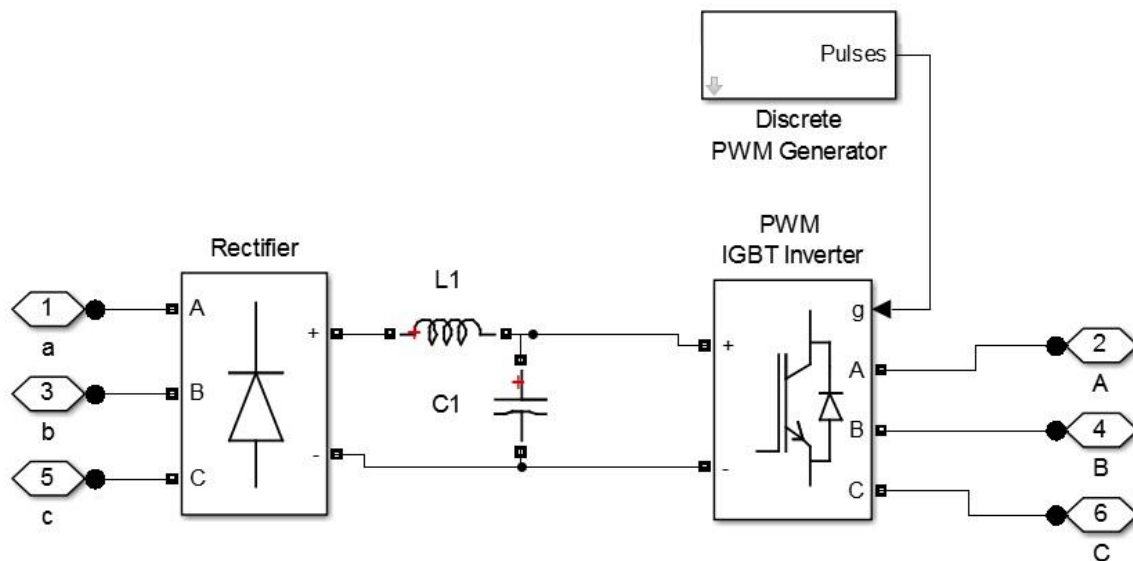 Pulses
Discrete
PWM Generator
PWM
IGBT Inverter
Rectifier
L1
g
1
A
a
+
+
2
A
A
3
B
b
C1
B
4
B
-
-
5
C
c
C
6
C